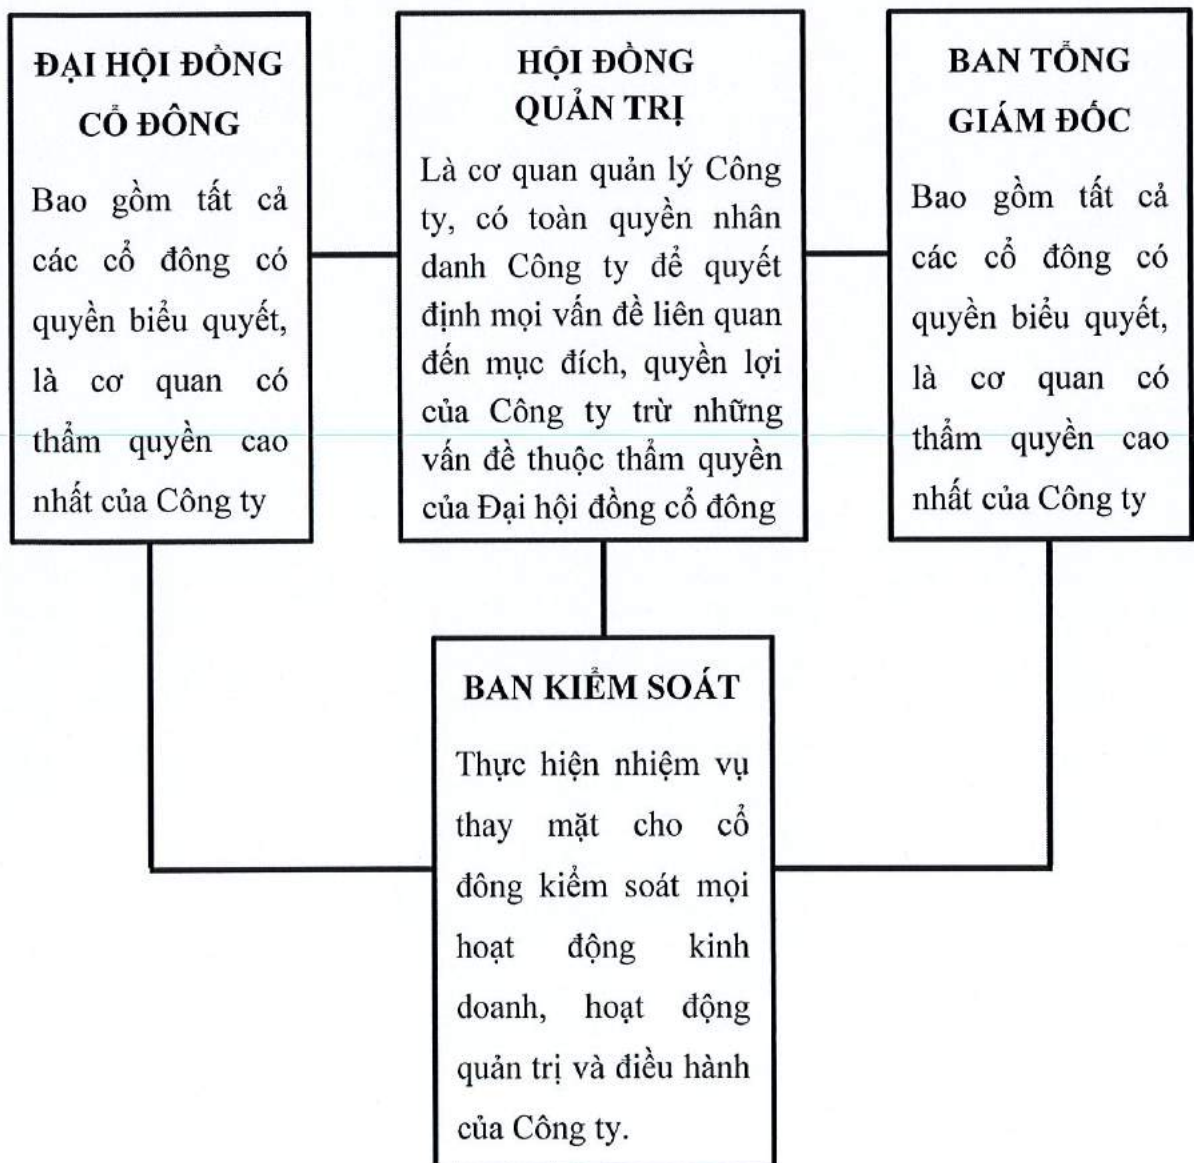 ĐẠI HỘI ĐỒNG
CỔ ĐÔNG
Bao gồm tất cả
các cổ đông có
quyền biểu quyết,
là cơ quan có
thẩm quyền cao
nhất của Công ty
HỘI ĐỒNG
QUẢN TRỊ
Là cơ quan quản lý Công
ty, có toàn quyền nhân
danh Công ty để quyết
định mọi vấn đề liên quan
đến mục đích, quyền lợi
của Công ty trừ những
vấn đề thuộc thẩm quyền
của Đại hội đồng cổ đông
BAN TỔNG
GIÁM ĐỐC
Bao gồm tất cả
các cổ đông có
quyền biểu quyết,
là cơ quan có
thẩm quyền cao
nhất của Công ty
BAN KIỂM SOÁT
Thực hiện nhiệm vụ
thay mặt cho cổ
đông kiểm soát mọi
hoạt động kinh
doanh, hoạt động
quản trị và điều hành
của Công ty.